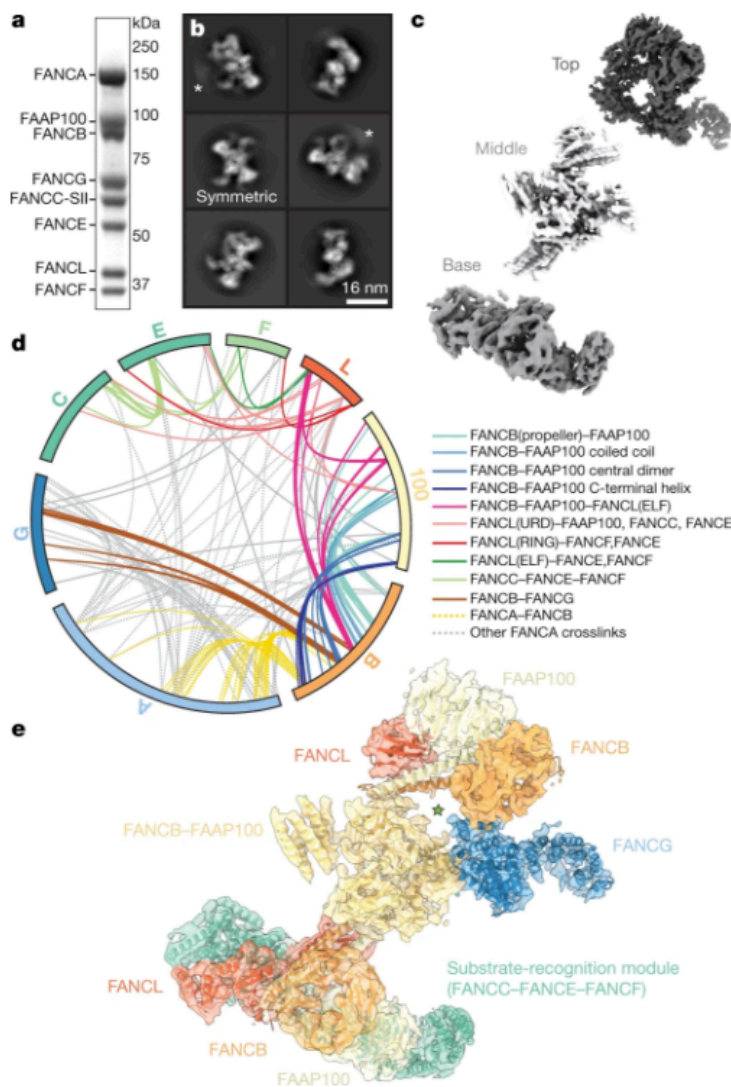 a
kDa
250
FANCA
150
FAAP100
100
FANCB
75
FANCG
FANCC-SII
FANCE
50
FANCL
FANCF
37
b
*
*
Symmetric
16 nm
c
Top
Middle
Base
d
E
F
L
C
100
G
A
B
FANCB(propeller)–FAAP100
FANCB–FAAP100 coiled coil
FANCB–FAAP100 central dimer
FANCB–FAAP100 C-terminal helix
FANCB–FAAP100–FANCL(ELF)
FANCL(URD)–FAAP100, FANCC, FANCE
FANCL(RING)–FANCF,FANCE
FANCL(ELF)–FANCE,FANCF
FANCC–FANCE–FANCF
FANCB–FANCG
FANCA–FANCB
Other FANCA crosslinks
e
FAAP100
FANCL
FANCB
FANCB–FAAP100
FANCG
Substrate-recognition module
(FANCC–FANCE–FANCF)
FANCL
FANCB
FAAP100